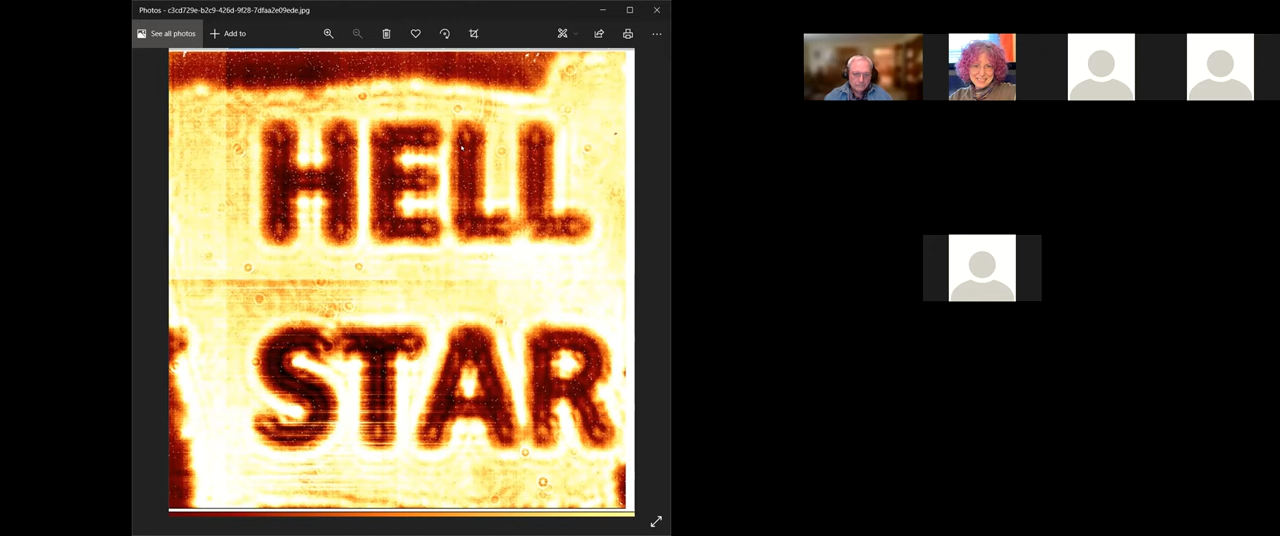 Photos - c3cd729e-b2c9-426d-9f28-7dfaa2e09ede.jpg
See all photos
Add to
HELL
STAR